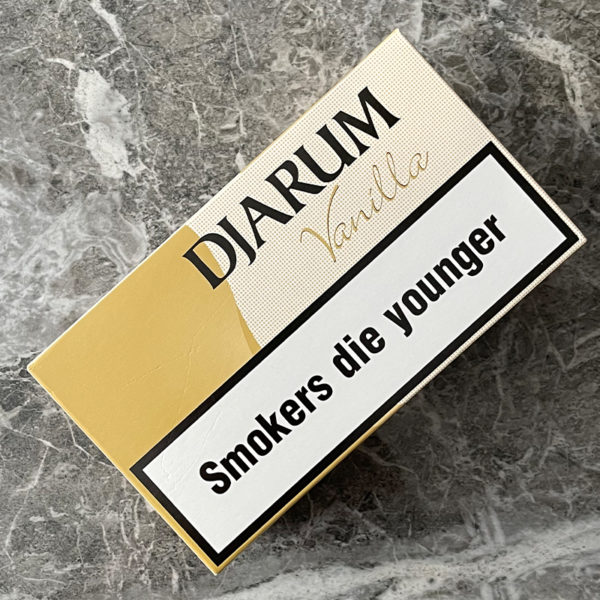 DJARUM
Vanilla
Smokers die younger